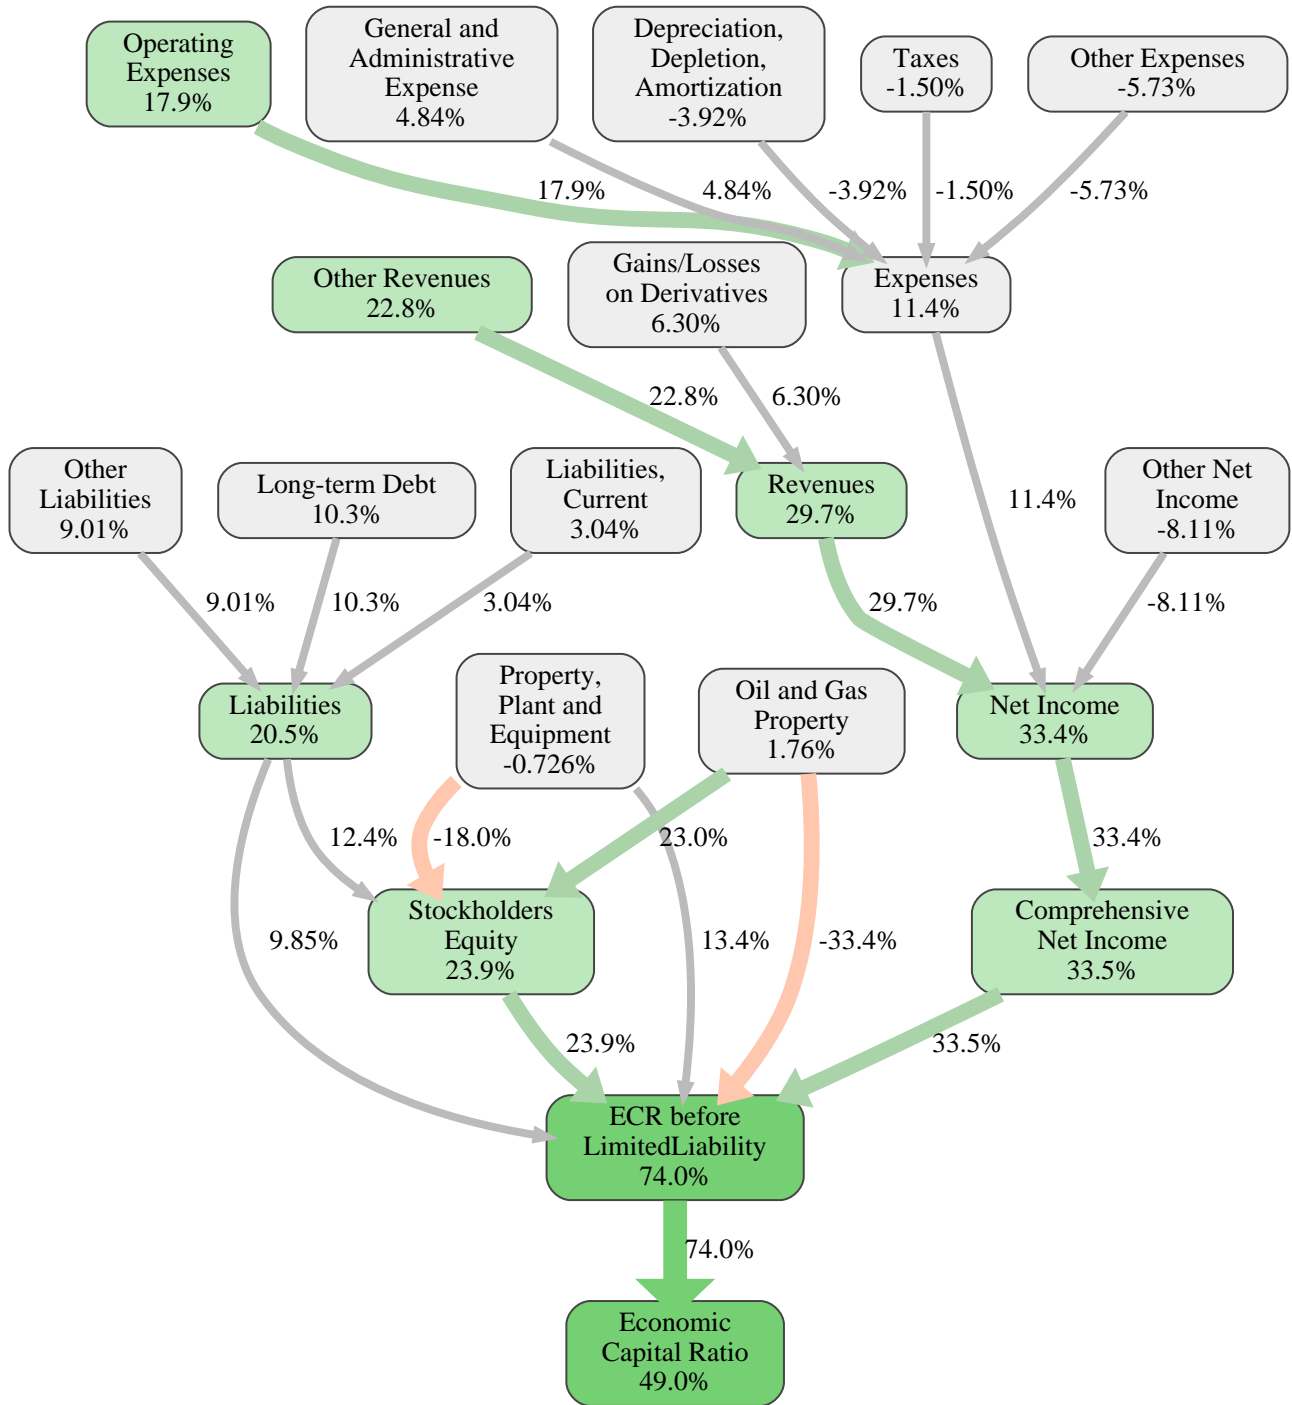 Operating
Expenses
17.9%
General and
Administrative
Expense
4.84%
Depreciation,
Depletion,
Amortization
-3.92%
Taxes
-1.50%
Other Expenses
-5.73%
17.9%
4.84%
-3.92%
-1.50%
-5.73%
Other Revenues
22.8%
Gains/Losses
on Derivatives
6.30%
Expenses
11.4%
22.8%
6.30%
Other
Liabilities
9.01%
Long-term Debt
10.3%
Liabilities,
Current
3.04%
Revenues
29.7%
11.4%
Other Net
Income
-8.11%
9.01%
10.3%
3.04%
29.7%
-8.11%
Liabilities
20.5%
Property,
Plant and
Equipment
-0.726%
Oil and Gas
Property
1.76%
Net Income
33.4%
12.4%
-18.0%
23.0%
33.4%
Stockholders
Equity
23.9%
Comprehensive
Net Income
33.5%
9.85%
13.4%
-33.4%
23.9%
33.5%
ECR before
LimitedLiability
74.0%
74.0%
Economic
Capital Ratio
49.0%